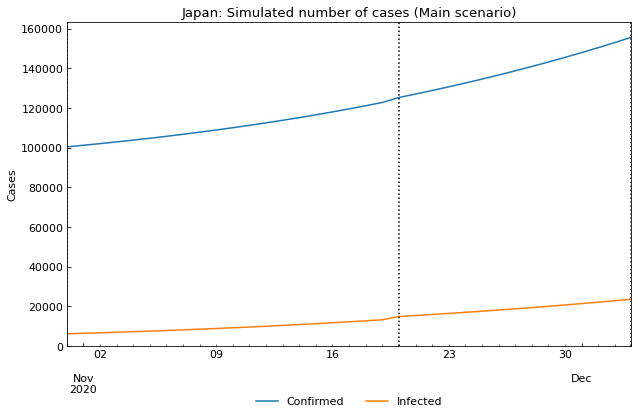 Japan: Simulated number of cases (Main scenario)
160000
140000
120000
100000
80000
60000
40000
20000
0
Cases
02 09 16 23 30
Nov Dec
2020
Confirmed Infected